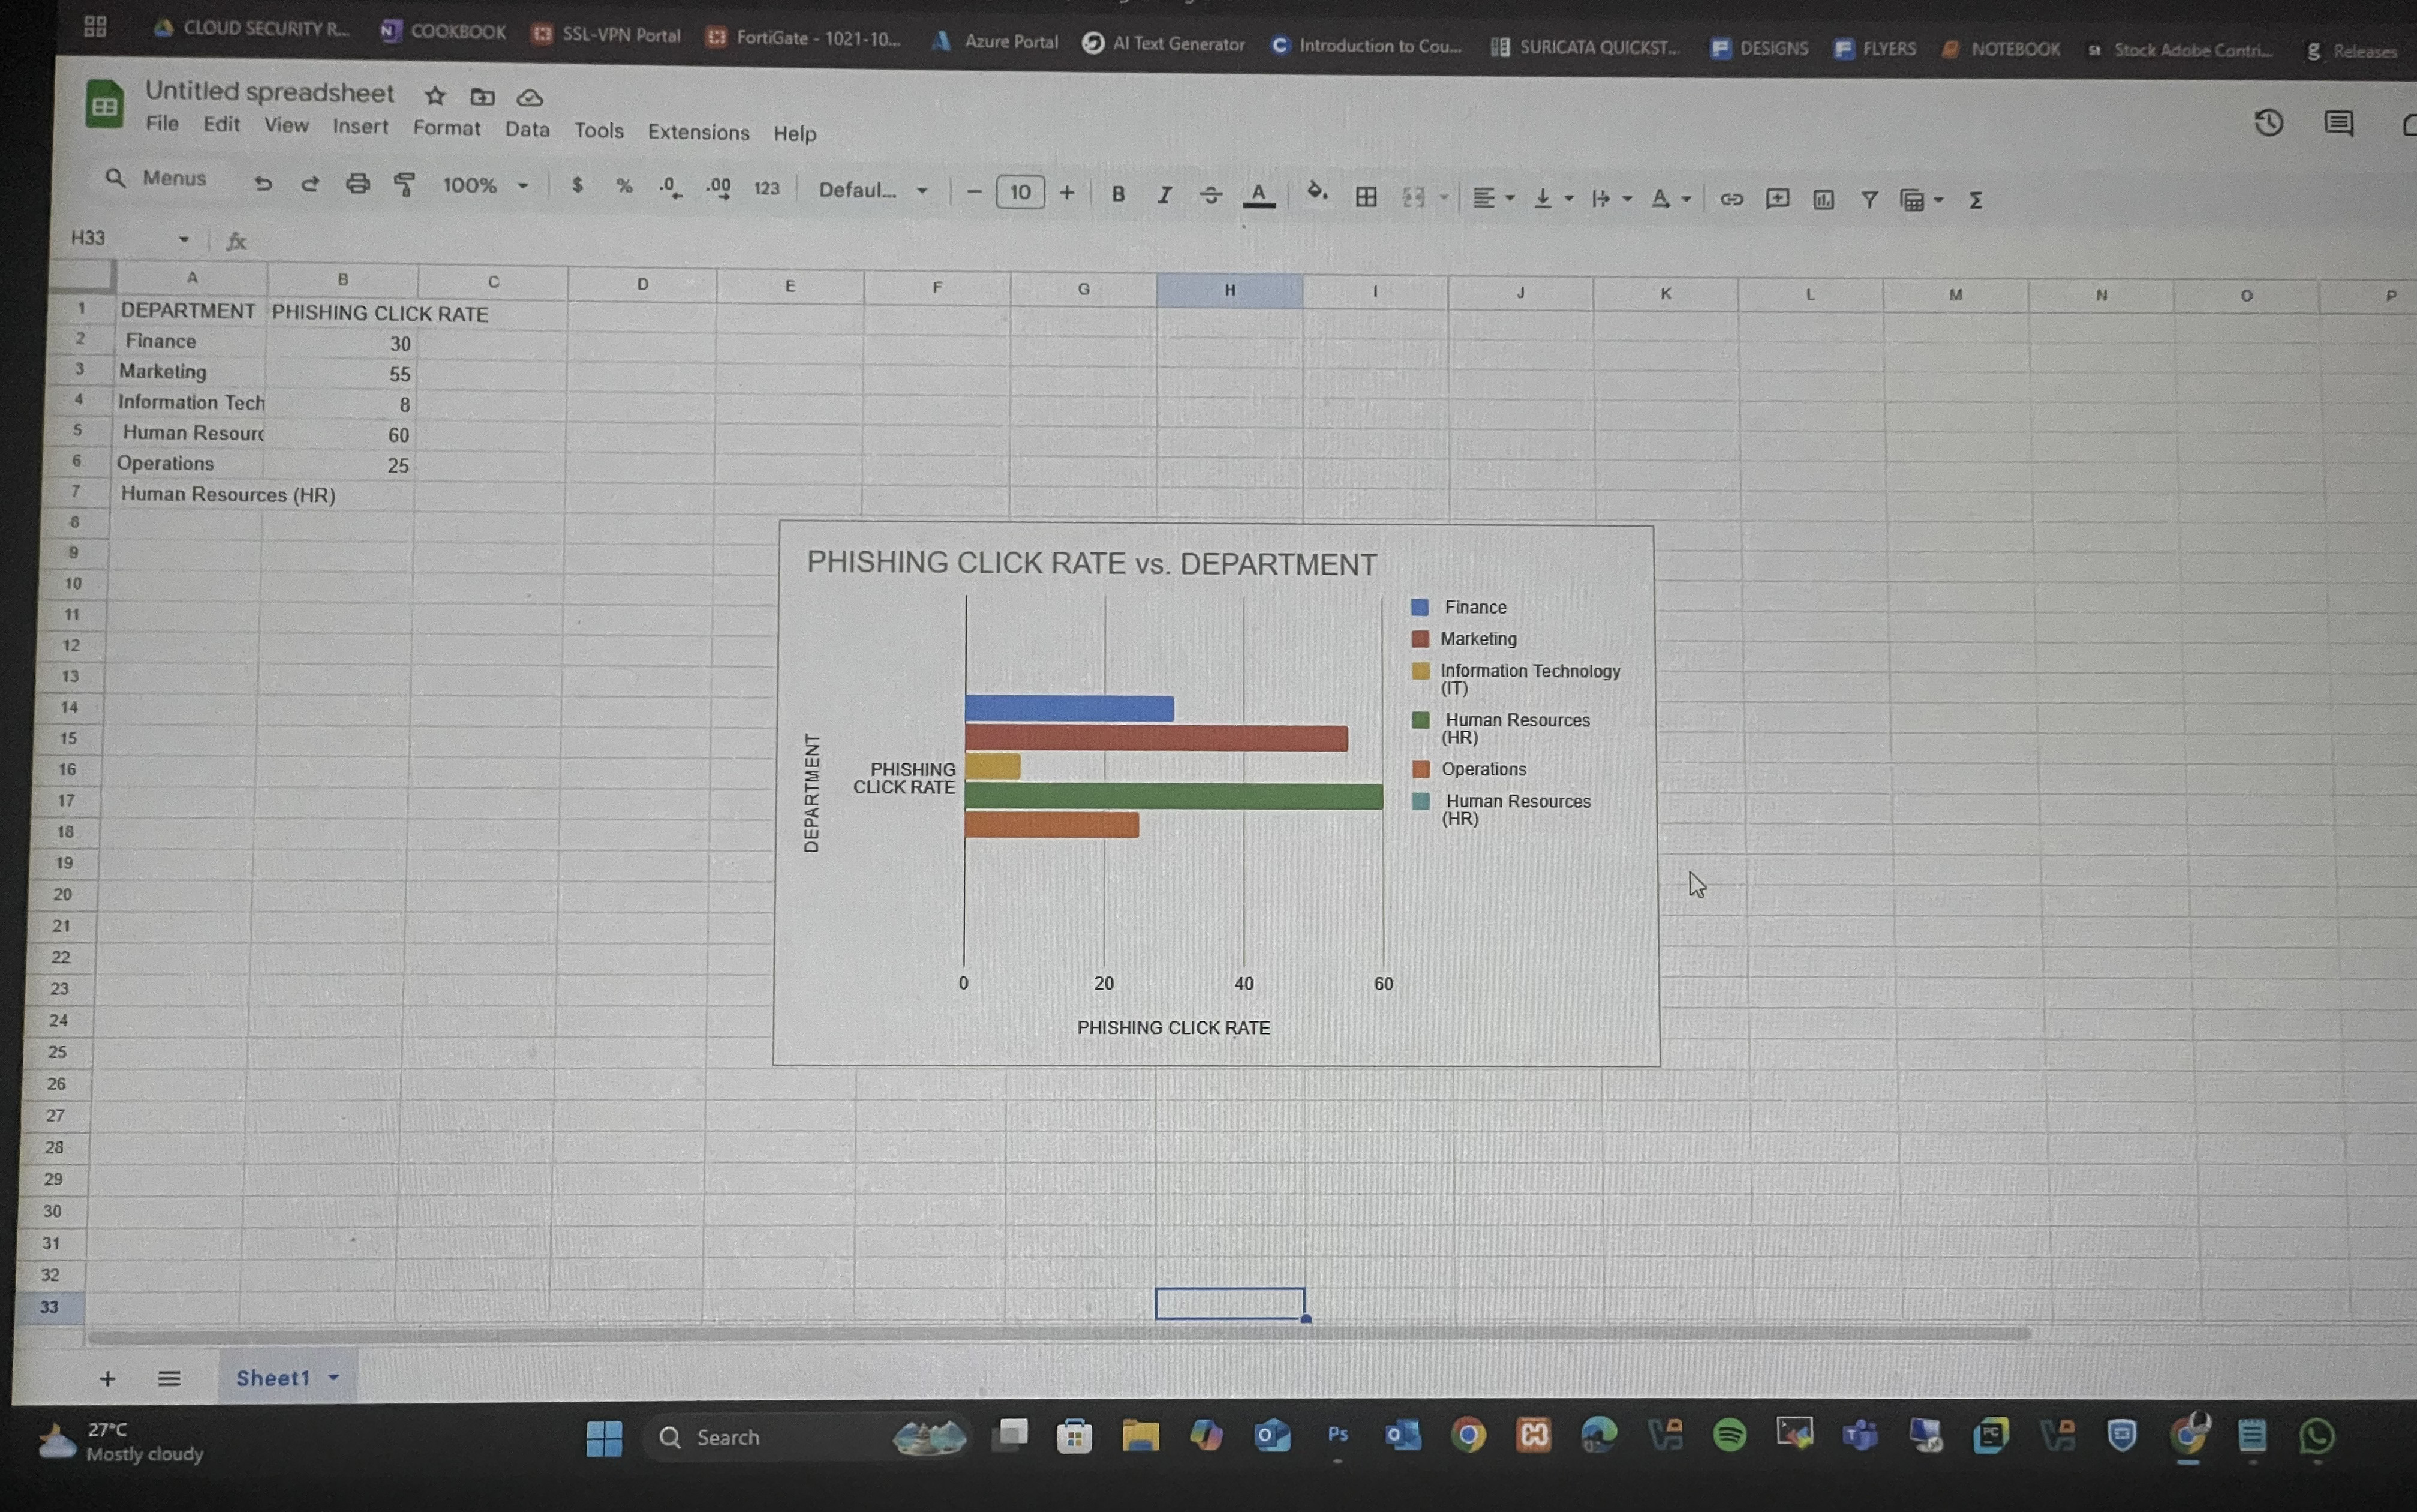 CLOUD SECURITY R...
COOKBOOK
SSL-VPN Portal
FortiGate - 1021-10...
Azure Portal
AI Text Generator
Introduction to Cou...
SURICATA QUICKST...
DESIGNS
FLYERS
NOTEBOOK
St Stock Adobe Contri...
g Releases
Untitled spreadsheet
File Edit View Insert Format Data Tools Extensions Help
Menus 100% $ % .0 .00 123 Defaul... - 10 + B I A Σ
H33 fx
A B C D E F G H I J K L M N O P
1 DEPARTMENT PHISHING CLICK RATE
2 Finance 30
3 Marketing 55
4 Information Tech 8
5 Human Resourc 60
6 Operations 25
7 Human Resources (HR)
8
9
10
11
12
13
14
15
16
17
18
19
20
21
22
23
24
25
26
27
28
29
30
31
32
33
PHISHING CLICK RATE vs. DEPARTMENT
Finance
Marketing
Information Technology
(IT)
Human Resources
(HR)
Operations
Human Resources
(HR)
DEPARTMENT
PHISHING
CLICK RATE
0 20 40 60
PHISHING CLICK RATE
+ Sheet1
27°C
Mostly cloudy
Search
Ps
PC